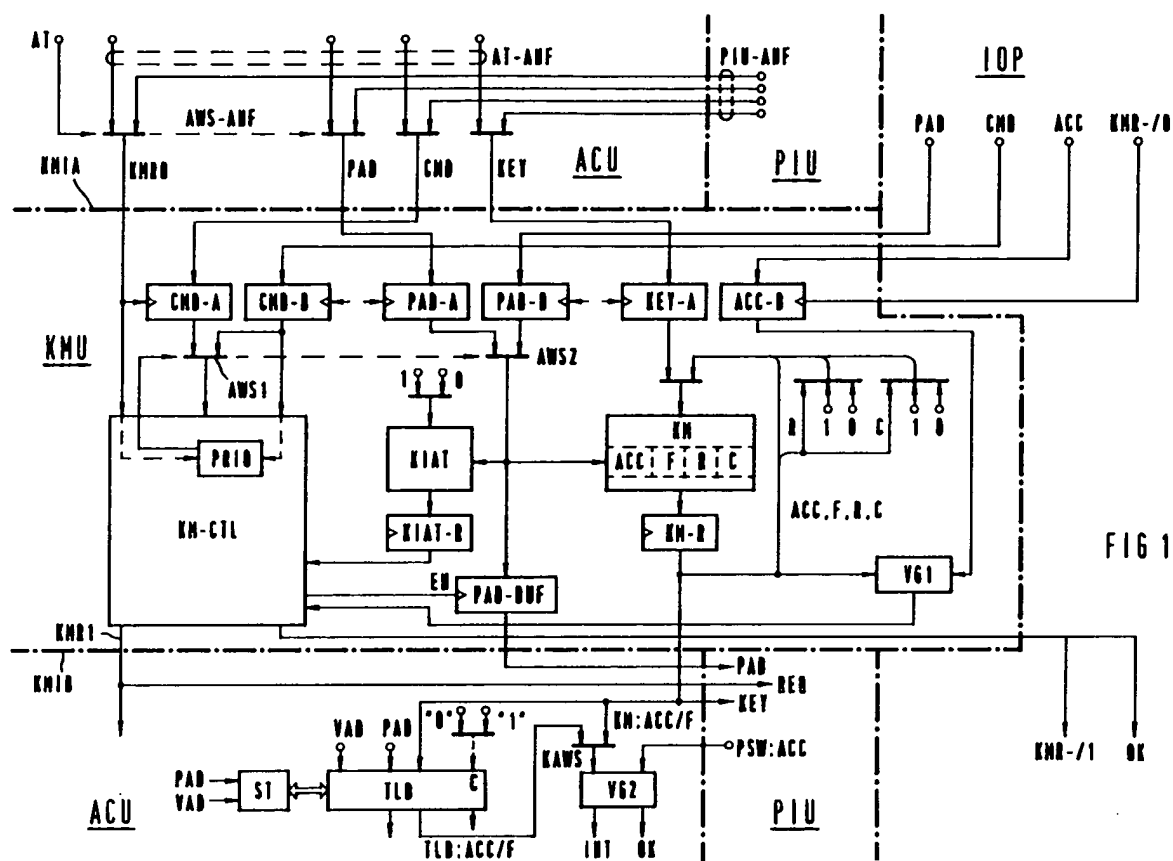 AT
AT-ANF
PIU-ANF
IOP
AWS-ANF
PAD
CMD
ACC
KMR-/0
KMIA
KMR0
PAD
CMD
KEY
ACU
PIU
CMD-A
CMD-B
PAD-A
PAD-B
KEY-A
ACC-B
KMU
AWS1
AWS2
1
0
R
1
0
C
1
0
PRIO
KIAT
KM
ACC
F
R
C
KM-CTL
KIAT-R
KM-R
ACC,F,R,C
FIG 1
EN
PAD-BUF
VG1
KMR1
KMIB
PAD
REQ
KEY
VAD
PAD
"0"
"1"
KM:ACC/F
PSW:ACC
KMR-/1
OK
KAWS
PAD
VAD
ST
TLB
C
VG2
ACU
PIU
TLB:ACC/F
INT
OK